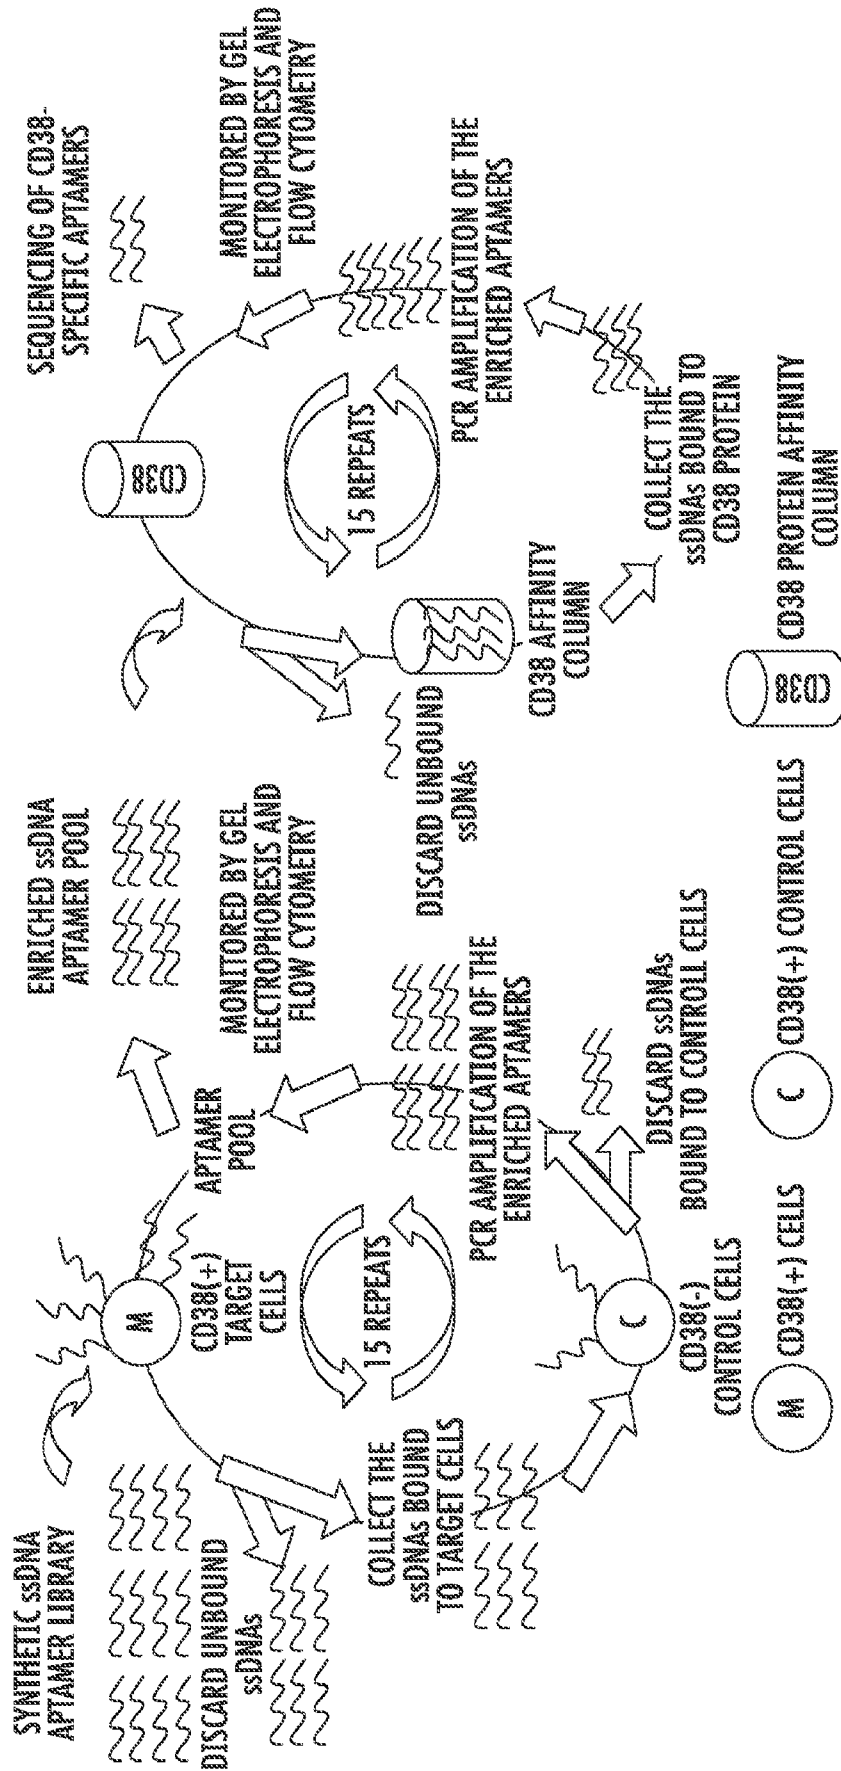 SYNTHETIC ssDNA
APTAMER LIBRARY
DISCARD UNBOUND
ssDNAs
COLLECT THE
ssDNAs BOUND
TO TARGET CELLS
M
CD38(+)
TARGET
CELLS
15 REPEATS
C
CD38(-)
CONTROL CELLS
DISCARD ssDNAs
BOUND TO CONTROLL CELLS
PCR AMPLIFICATION OF THE
ENRICHED APTAMERS
APTAMER
POOL
MONITORED BY GEL
ELECTROPHORESIS AND
FLOW CYTOMETRY
ENRICHED ssDNA
APTAMER POOL
CD38
DISCARD UNBOUND
ssDNAs
CD38 AFFINITY
COLUMN
15 REPEATS
COLLECT THE
ssDNAs BOUND TO
CD38 PROTEIN
PCR AMPLIFICATION OF THE
ENRICHED APTAMERS
MONITORED BY GEL
ELECTROPHORESIS AND
FLOW CYTOMETRY
SEQUENCING OF CD38-
SPECIFIC APTAMERS
M
CD38(+) CELLS
C
CD38(+) CONTROL CELLS
CD38
CD38 PROTEIN AFFINITY
COLUMN